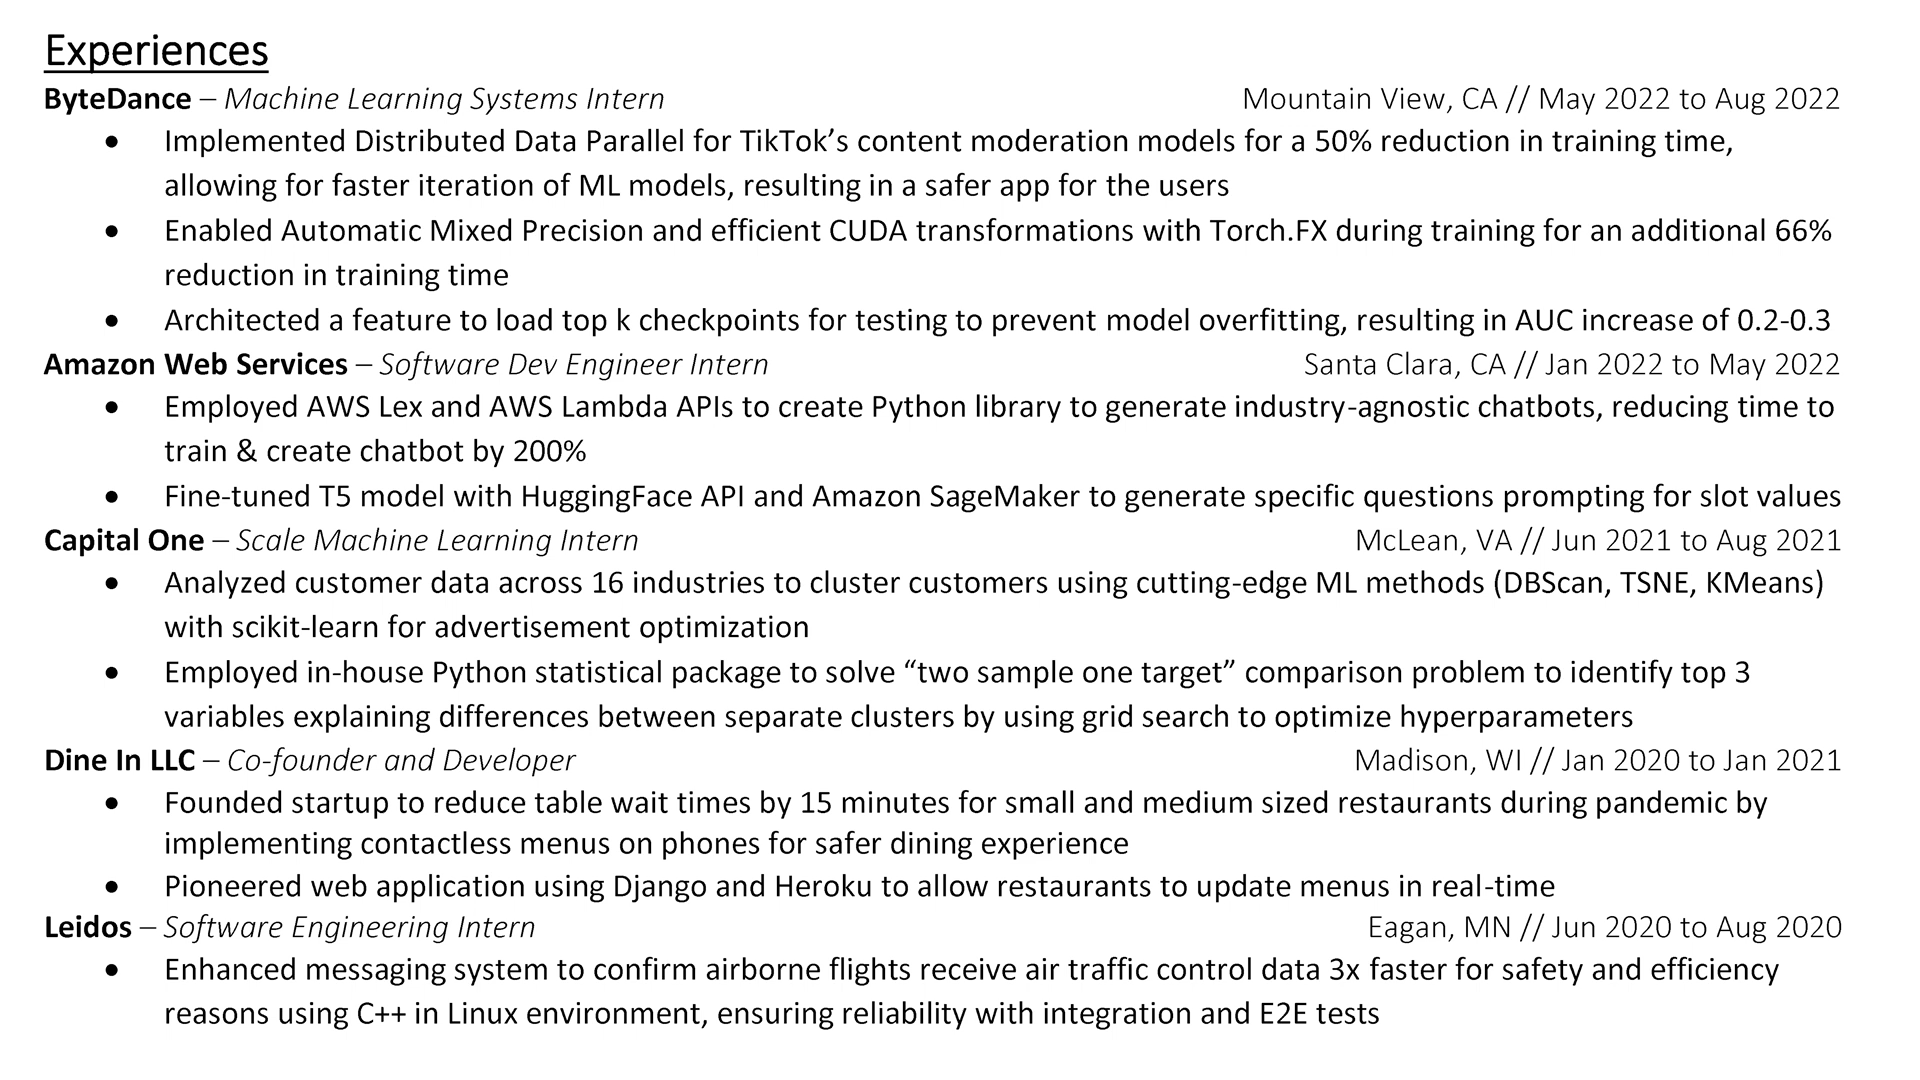 Experiences
ByteDance – Machine Learning Systems Intern Mountain View, CA // May 2022 to Aug 2022
• Implemented Distributed Data Parallel for TikTok’s content moderation models for a 50% reduction in training time,
allowing for faster iteration of ML models, resulting in a safer app for the users
• Enabled Automatic Mixed Precision and efficient CUDA transformations with Torch.FX during training for an additional 66%
reduction in training time
• Architected a feature to load top k checkpoints for testing to prevent model overfitting, resulting in AUC increase of 0.2-0.3
Amazon Web Services – Software Dev Engineer Intern Santa Clara, CA // Jan 2022 to May 2022
• Employed AWS Lex and AWS Lambda APIs to create Python library to generate industry-agnostic chatbots, reducing time to
train & create chatbot by 200%
• Fine-tuned T5 model with HuggingFace API and Amazon SageMaker to generate specific questions prompting for slot values
Capital One – Scale Machine Learning Intern McLean, VA // Jun 2021 to Aug 2021
• Analyzed customer data across 16 industries to cluster customers using cutting-edge ML methods (DBScan, TSNE, KMeans)
with scikit-learn for advertisement optimization
• Employed in-house Python statistical package to solve “two sample one target” comparison problem to identify top 3
variables explaining differences between separate clusters by using grid search to optimize hyperparameters
Dine In LLC – Co-founder and Developer Madison, WI // Jan 2020 to Jan 2021
• Founded startup to reduce table wait times by 15 minutes for small and medium sized restaurants during pandemic by
implementing contactless menus on phones for safer dining experience
• Pioneered web application using Django and Heroku to allow restaurants to update menus in real-time
Leidos – Software Engineering Intern Eagan, MN // Jun 2020 to Aug 2020
• Enhanced messaging system to confirm airborne flights receive air traffic control data 3x faster for safety and efficiency
reasons using C++ in Linux environment, ensuring reliability with integration and E2E tests